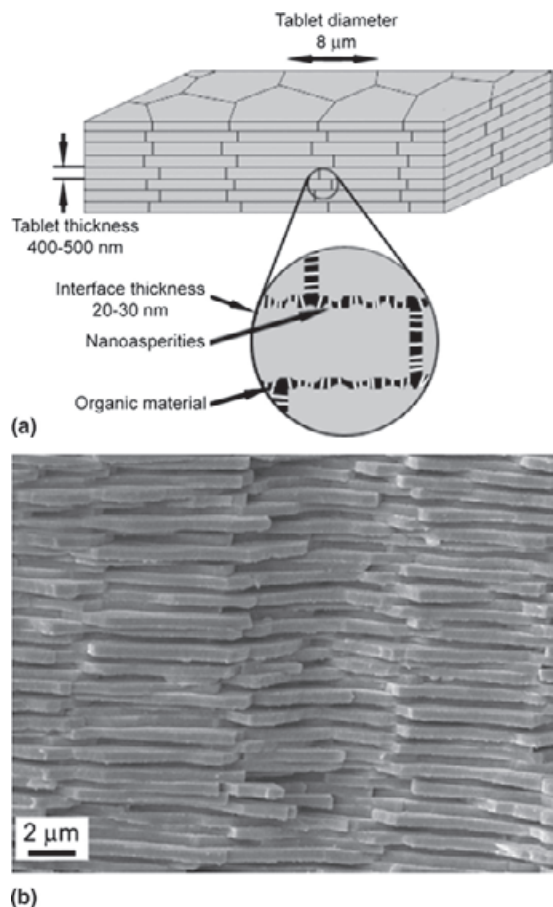 Tablet diameter
8 μm
Tablet thickness
400-500 nm
Interface thickness
20-30 nm
Nanoasperities
Organic material
(a)
2 μm
(b)